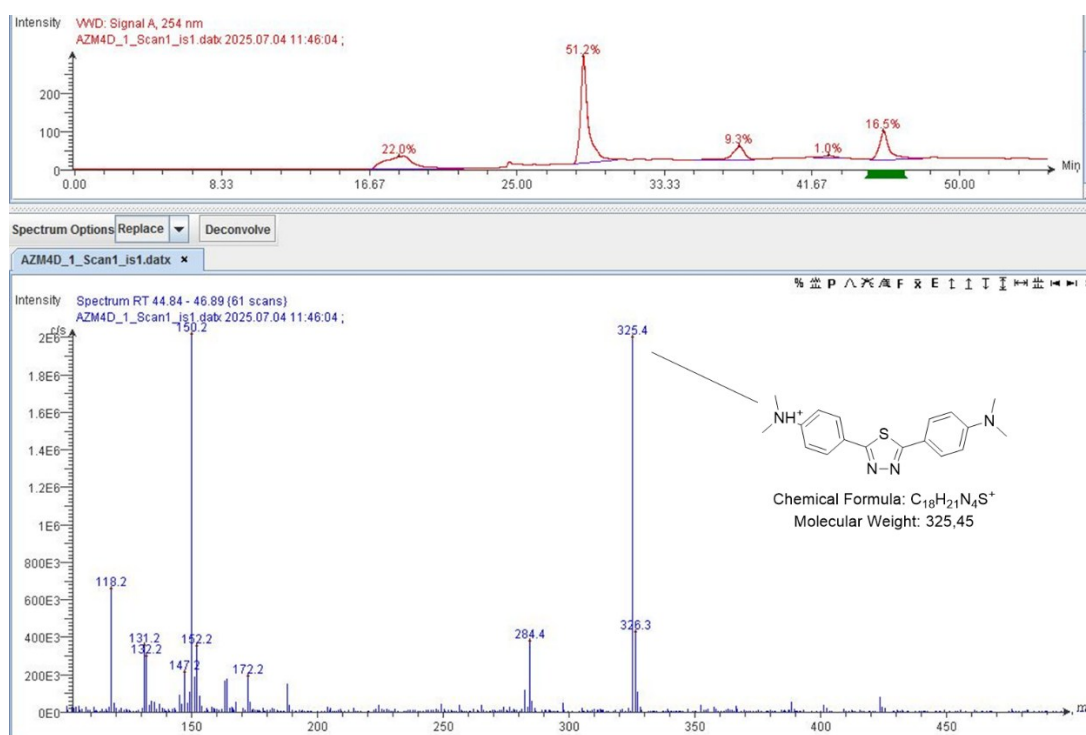 Intensity VWD: Signal A, 254 nm
AZM4D_1_Scan1_is1.datx 2025.07.04 11:46:04 ;
200
100
0
22.0%
51.2%
9.3%
1.0%
16.5%
0.00 8.33 16.67 25.00 33.33 41.67 50.00 Min
Spectrum Options Replace Deconvolve
AZM4D_1_Scan1_is1.datx ×
% P F x̄ E
Intensity Spectrum RT 44.84 - 46.89 {61 scans}
AZM4D_1_Scan1_is1.datx 2025.07.04 11:46:04 ;
c/s
2E6
1.8E6
1.6E6
1.4E6
1.2E6
1E6
800E3
600E3
400E3
200E3
0E0
118.2
131.2
132.2
147.2
150.2
152.2
172.2
284.4
325.4
326.3
100 150 200 250 300 350 400 450 m
NH+
S
N–N
N
Chemical Formula: C₁₈H₂₁N₄S⁺
Molecular Weight: 325,45